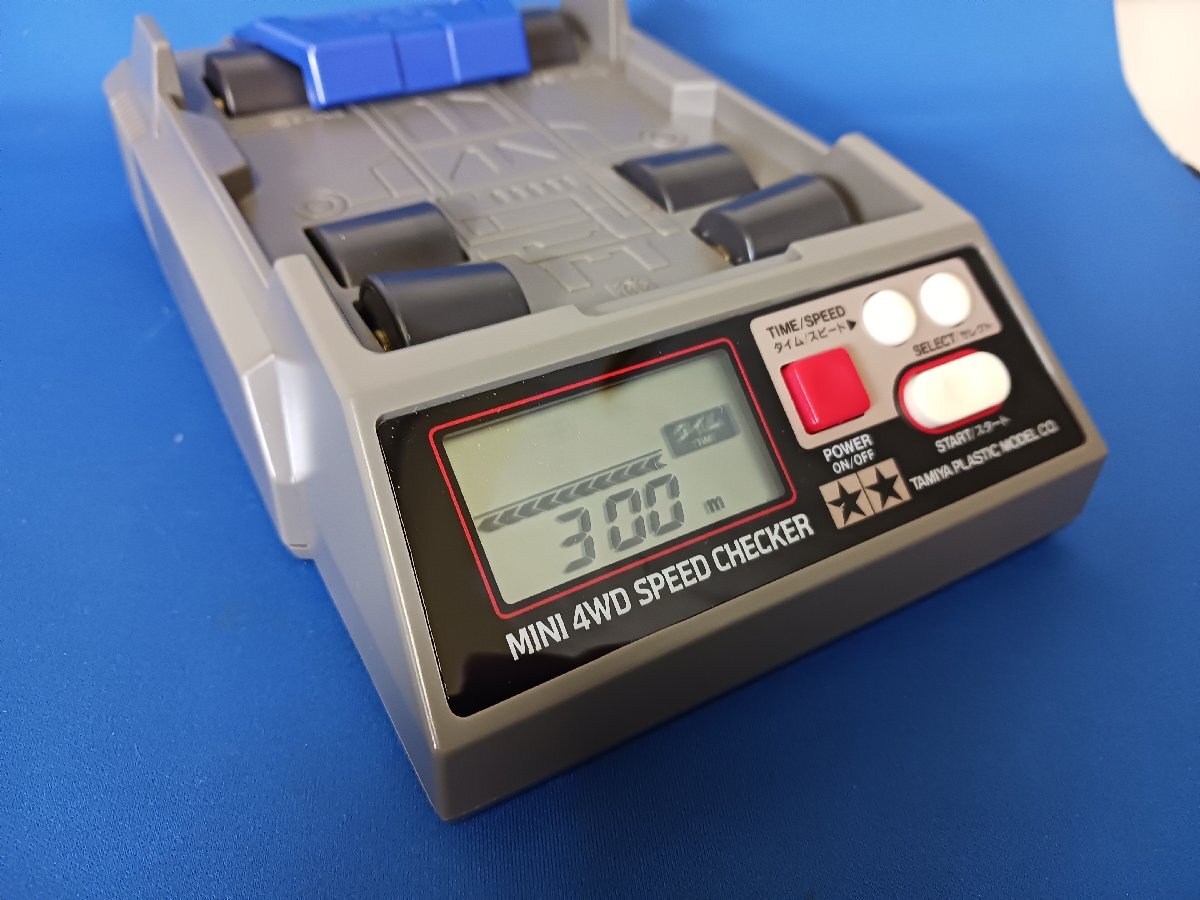 TIME/SPEED
タイム/スピード▶
SELECT/セレクト
POWER
ON/OFF
START/スタート
タイム
TIME
300 m
TAMIYA PLASTIC MODEL CO.
MINI 4WD SPEED CHECKER